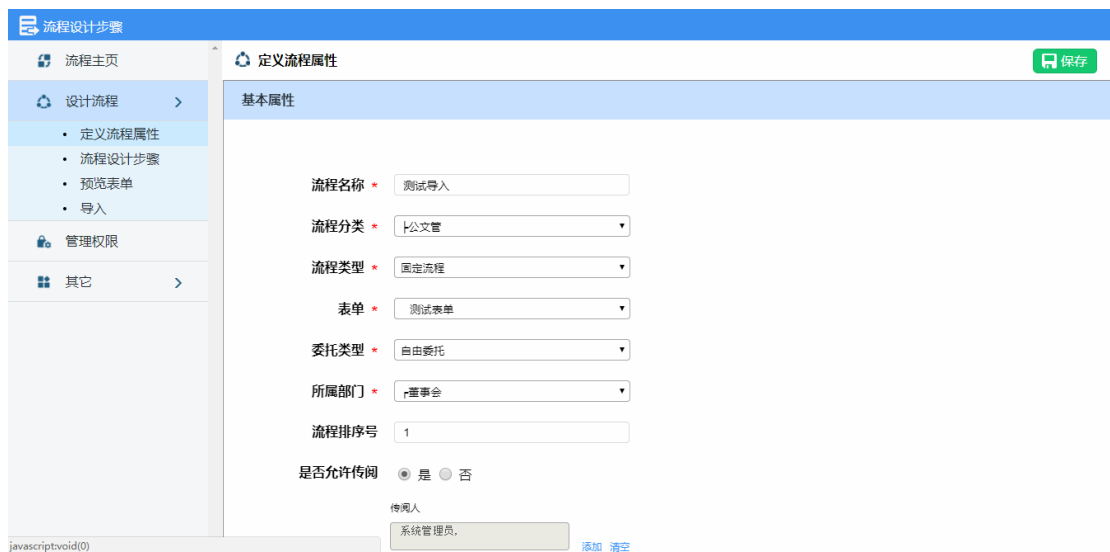 流程设计步骤
流程主页
设计流程
• 定义流程属性
• 流程设计步骤
• 预览表单
• 导入
管理权限
其它
定义流程属性
保存
基本属性
流程名称 * 测试导入
流程分类 * ├公文管
流程类型 * 固定流程
表单 * 测试表单
委托类型 * 自由委托
所属部门 * ┌董事会
流程排序号 1
是否允许传阅 是 否
传阅人
系统管理员,
添加 清空
javascript:void(0)